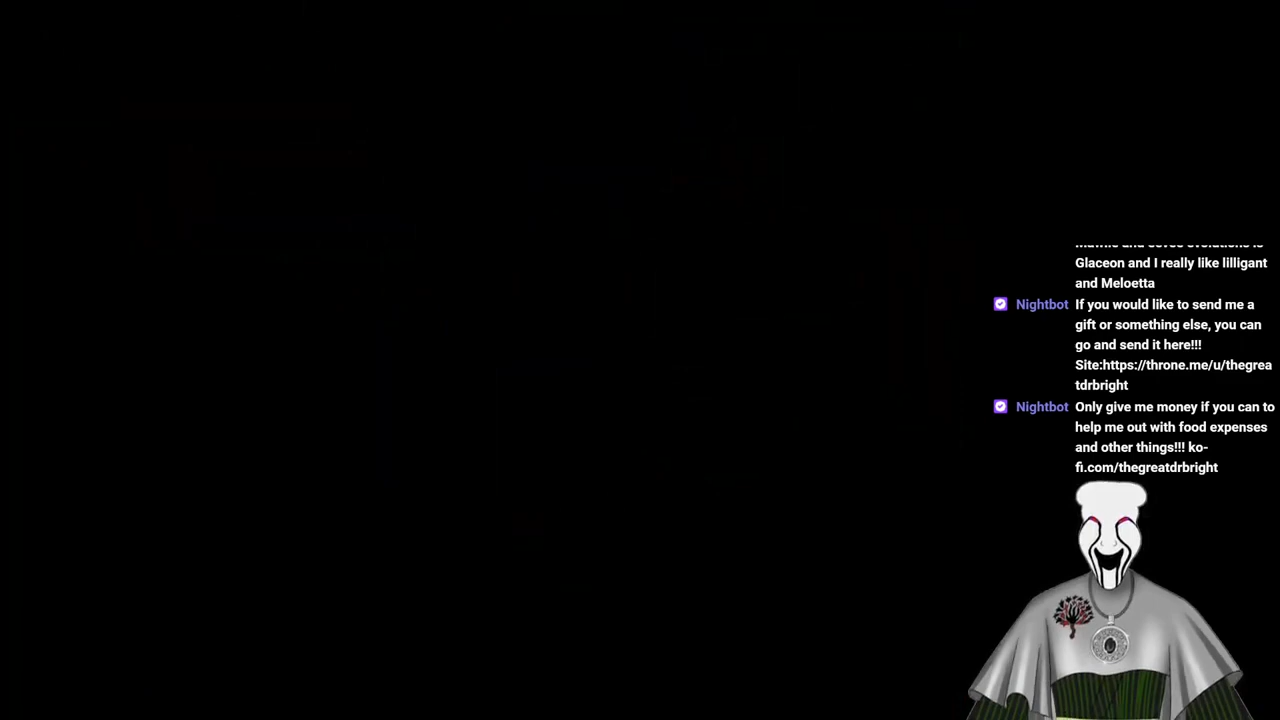 Glaceon and I really like lilligant
and Meloetta
Nightbot If you would like to send me a
gift or something else, you can
go and send it here!!!
Site:https://throne.me/u/thegrea
tdrbright
Nightbot Only give me money if you can to
help me out with food expenses
and other things!!! ko-
fi.com/thegreatdrbright